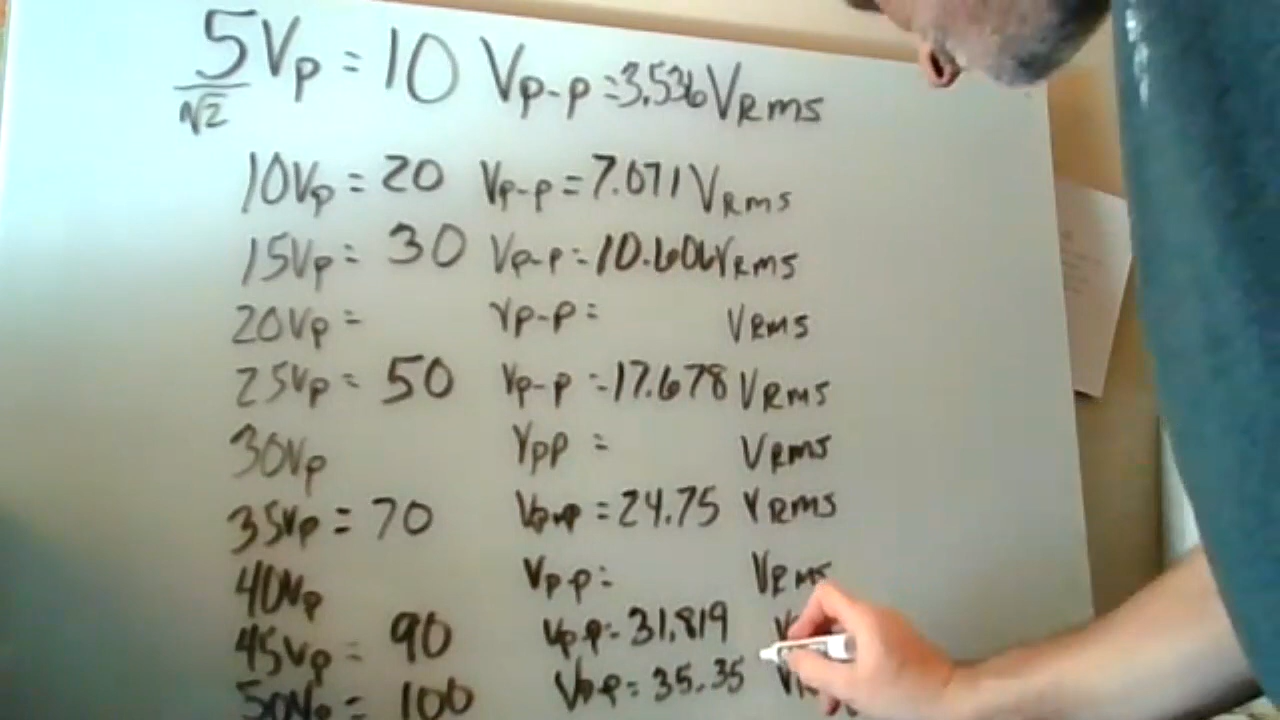 5Vp = 10 Vp-p = 3.536 VRms
√2
10Vp = 20 Vp-p = 7.071 VRms
15Vp = 30 Vp-p = 10.606 VRms
20Vp = Vp-p = VRMS
25Vp = 50 Vp-p = 17.678 VRms
30Vp Vpp = VRms
35Vp = 70 Vp-p = 24.75 VRms
40Vp Vp-p = VRMS
45Vp = 90 Vp-p = 31.819
50Vp = 100 Vp-p = 35.35